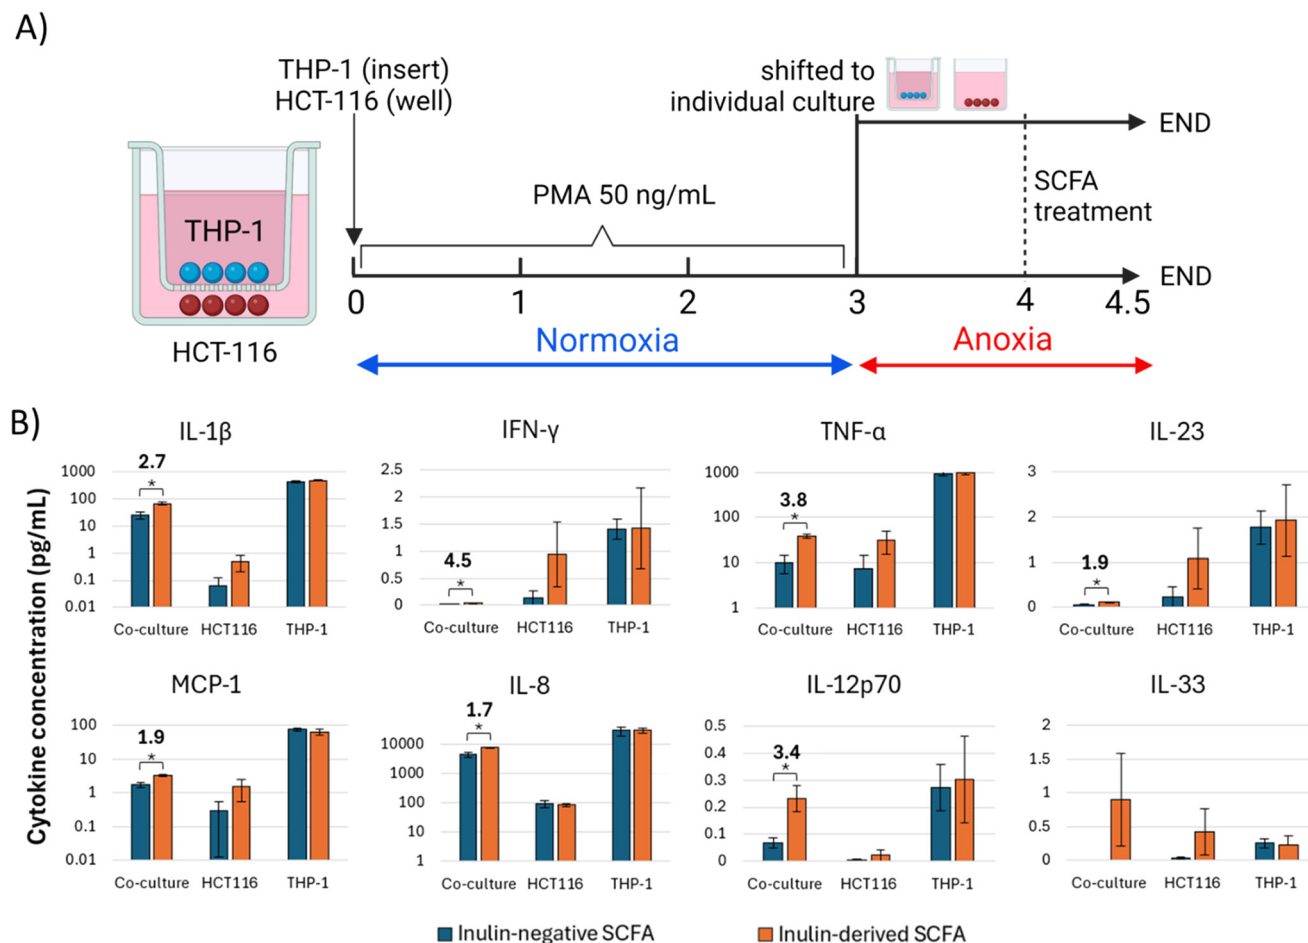 A)
THP-1 (insert)
HCT-116 (well)
shifted to
individual culture
END
THP-1
PMA 50 ng/mL
SCFA
treatment
END
0
1
2
3
4
4.5
HCT-116
Normoxia
Anoxia
B)
Cytokine concentration (pg/mL)
IL-1β
1000
100
10
1
0.1
0.01
2.7
*
Co-culture HCT116 THP-1
IFN-γ
2.5
2
1.5
1
0.5
0
4.5
*
Co-culture HCT116 THP-1
TNF-α
1000
100
10
1
3.8
*
Co-culture HCT116 THP-1
IL-23
3
2
1
0
1.9
*
Co-culture HCT116 THP-1
MCP-1
100
10
1
0.1
0.01
1.9
*
Co-culture HCT116 THP-1
IL-8
10000
1000
100
10
1
1.7
*
Co-culture HCT116 THP-1
IL-12p70
0.5
0.4
0.3
0.2
0.1
0
3.4
*
Co-culture HCT116 THP-1
IL-33
2
1.5
1
0.5
0
Co-culture HCT116 THP-1
Inulin-negative SCFA
Inulin-derived SCFA